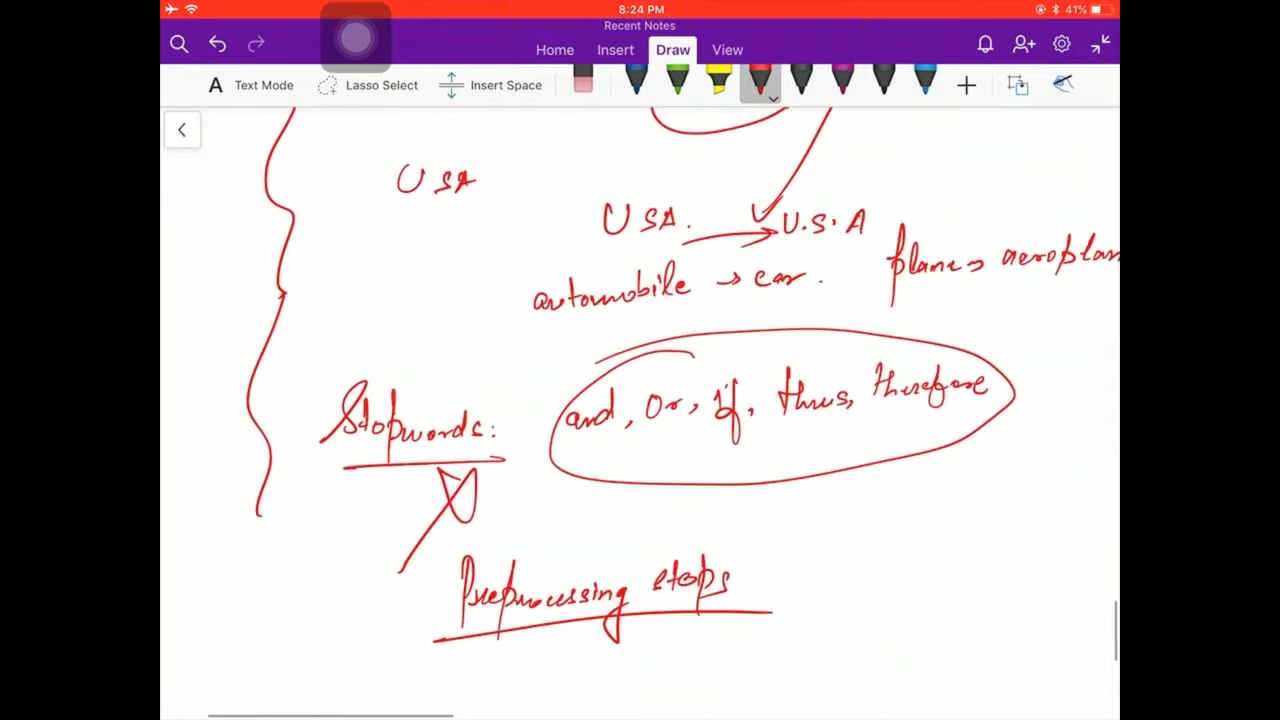 8:24 PM
41%
Recent Notes
Home Insert Draw View
A Text Mode Lasso Select Insert Space
USA
USA. → U.S.A
automobile → car. plane → aeroplan
Stopwords: and, or, if, thus, therefore
Preprocessing steps